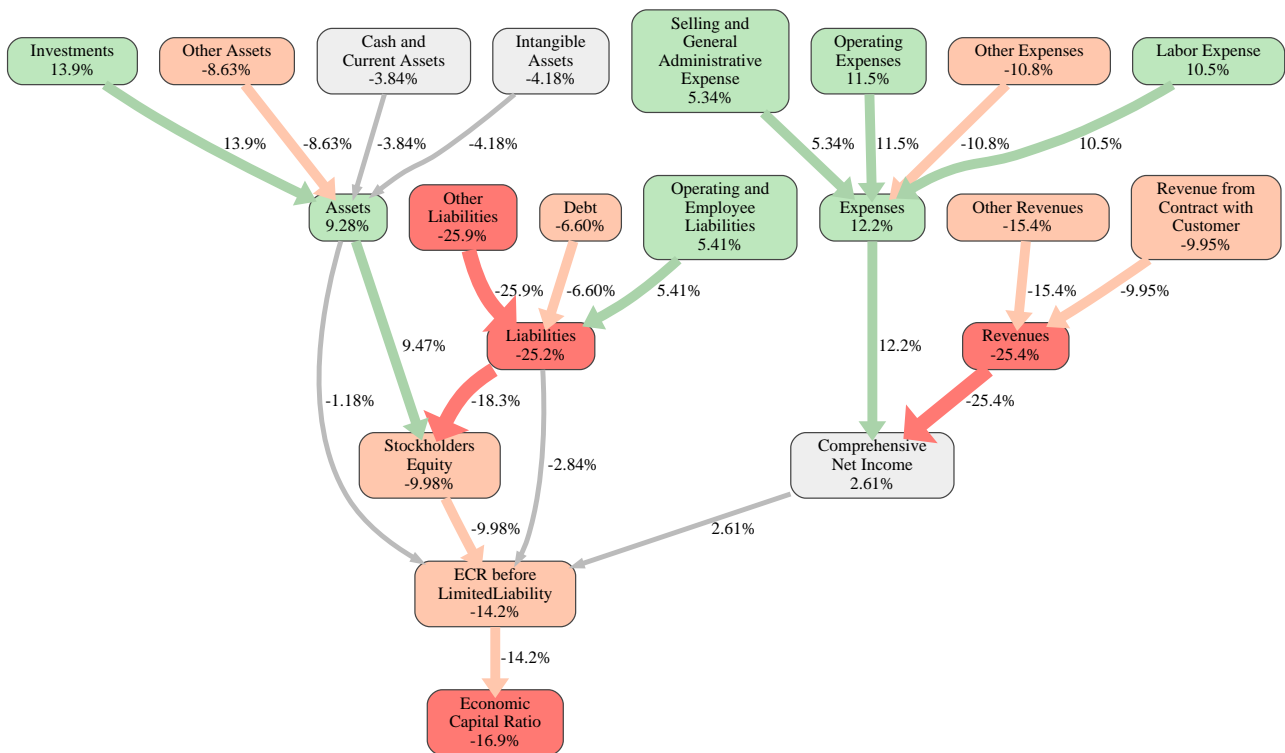 Investments
13.9%
Other Assets
-8.63%
Cash and
Current Assets
-3.84%
Intangible
Assets
-4.18%
Selling and
General
Administrative
Expense
5.34%
Operating
Expenses
11.5%
Other Expenses
-10.8%
Labor Expense
10.5%
13.9%
-8.63%
-3.84%
-4.18%
5.34%
11.5%
-10.8%
10.5%
Assets
9.28%
Other
Liabilities
-25.9%
Debt
-6.60%
Operating and
Employee
Liabilities
5.41%
Expenses
12.2%
Other Revenues
-15.4%
Revenue from
Contract with
Customer
-9.95%
-25.9%
-6.60%
5.41%
-15.4%
-9.95%
Liabilities
-25.2%
Revenues
-25.4%
9.47%
12.2%
-1.18%
-18.3%
-25.4%
Stockholders
Equity
-9.98%
-2.84%
Comprehensive
Net Income
2.61%
-9.98%
2.61%
ECR before
LimitedLiability
-14.2%
-14.2%
Economic
Capital Ratio
-16.9%